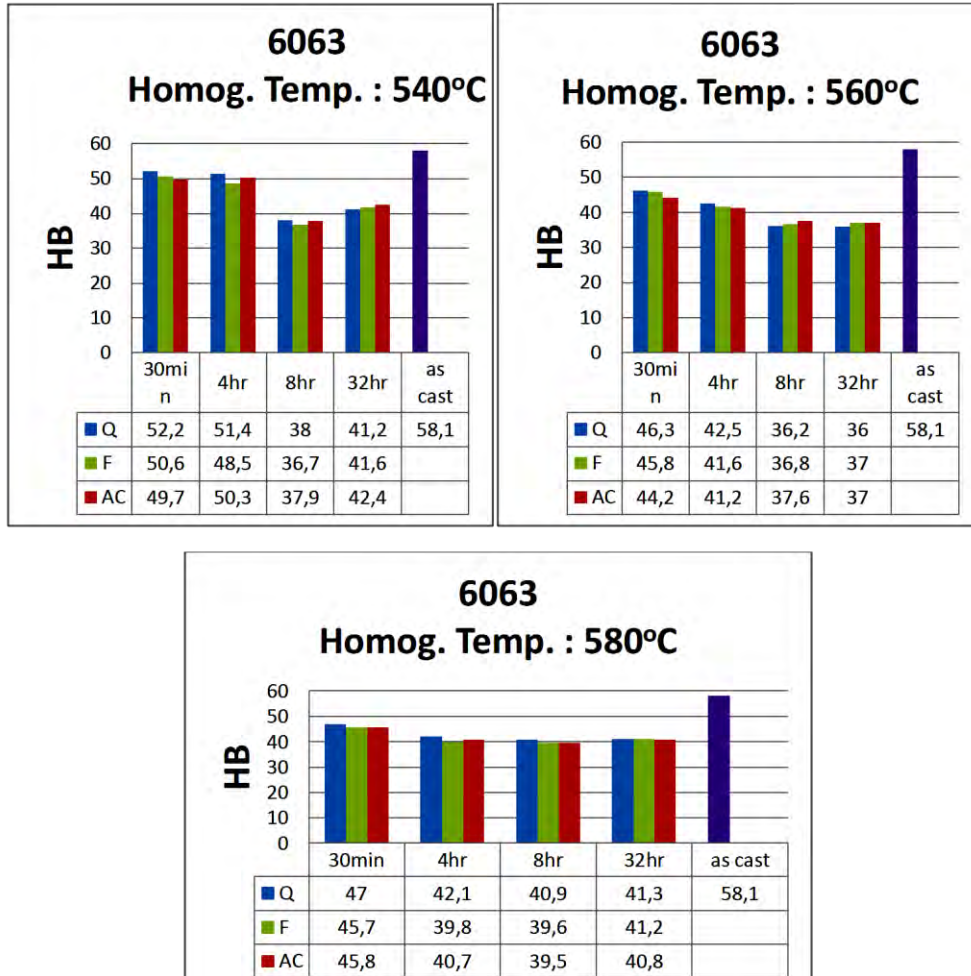 6063
Homog. Temp. : 540°C
HB
60
50
40
30
20
10
0
30mi
n
4hr
8hr
32hr
as
cast
Q 52,2 51,4 38 41,2 58,1
F 50,6 48,5 36,7 41,6
AC 49,7 50,3 37,9 42,4
6063
Homog. Temp. : 560°C
HB
60
50
40
30
20
10
0
30mi
n
4hr
8hr
32hr
as
cast
Q 46,3 42,5 36,2 36 58,1
F 45,8 41,6 36,8 37
AC 44,2 41,2 37,6 37
6063
Homog. Temp. : 580°C
HB
60
50
40
30
20
10
0
30min 4hr 8hr 32hr as cast
Q 47 42,1 40,9 41,3 58,1
F 45,7 39,8 39,6 41,2
AC 45,8 40,7 39,5 40,8